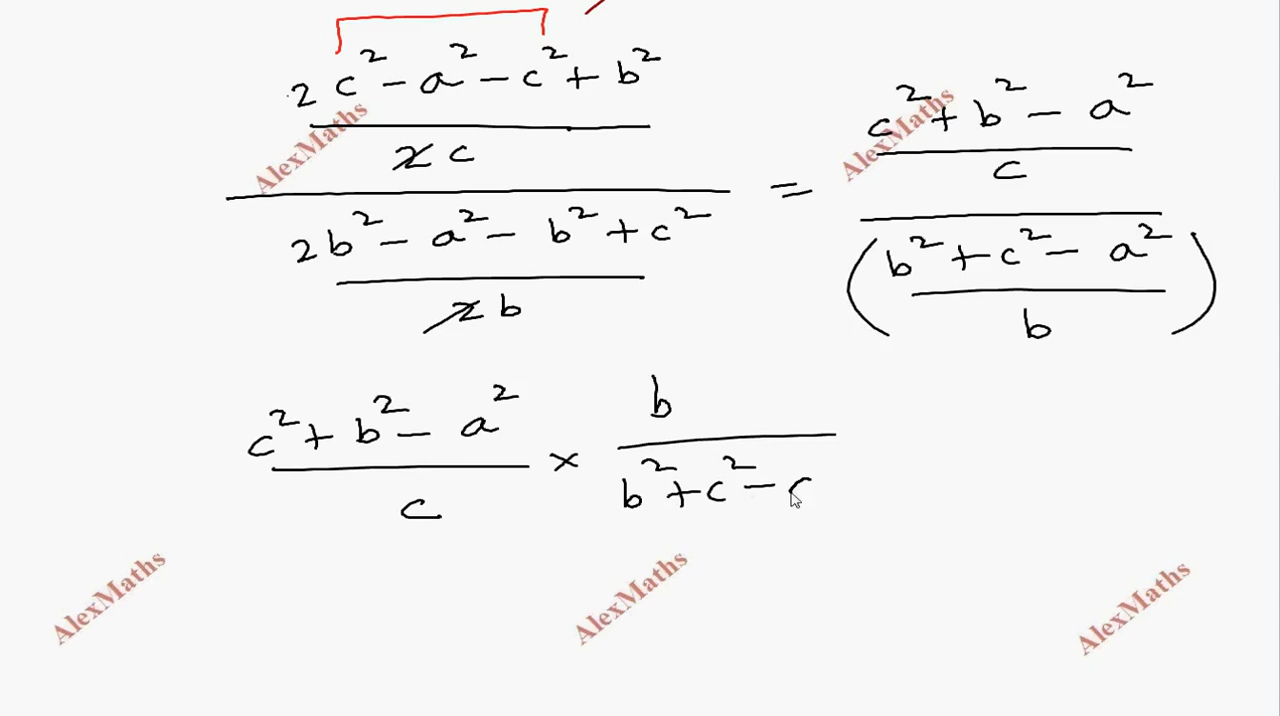 2c² - a² - c² + b²
2c
2b² - a² - b² + c²
2b
=
c² + b² - a²
c
(b² + c² - a²
b)
c² + b² - a²
c
×
b
b² + c² -
AlexMaths
AlexMaths
AlexMaths
AlexMaths
AlexMaths